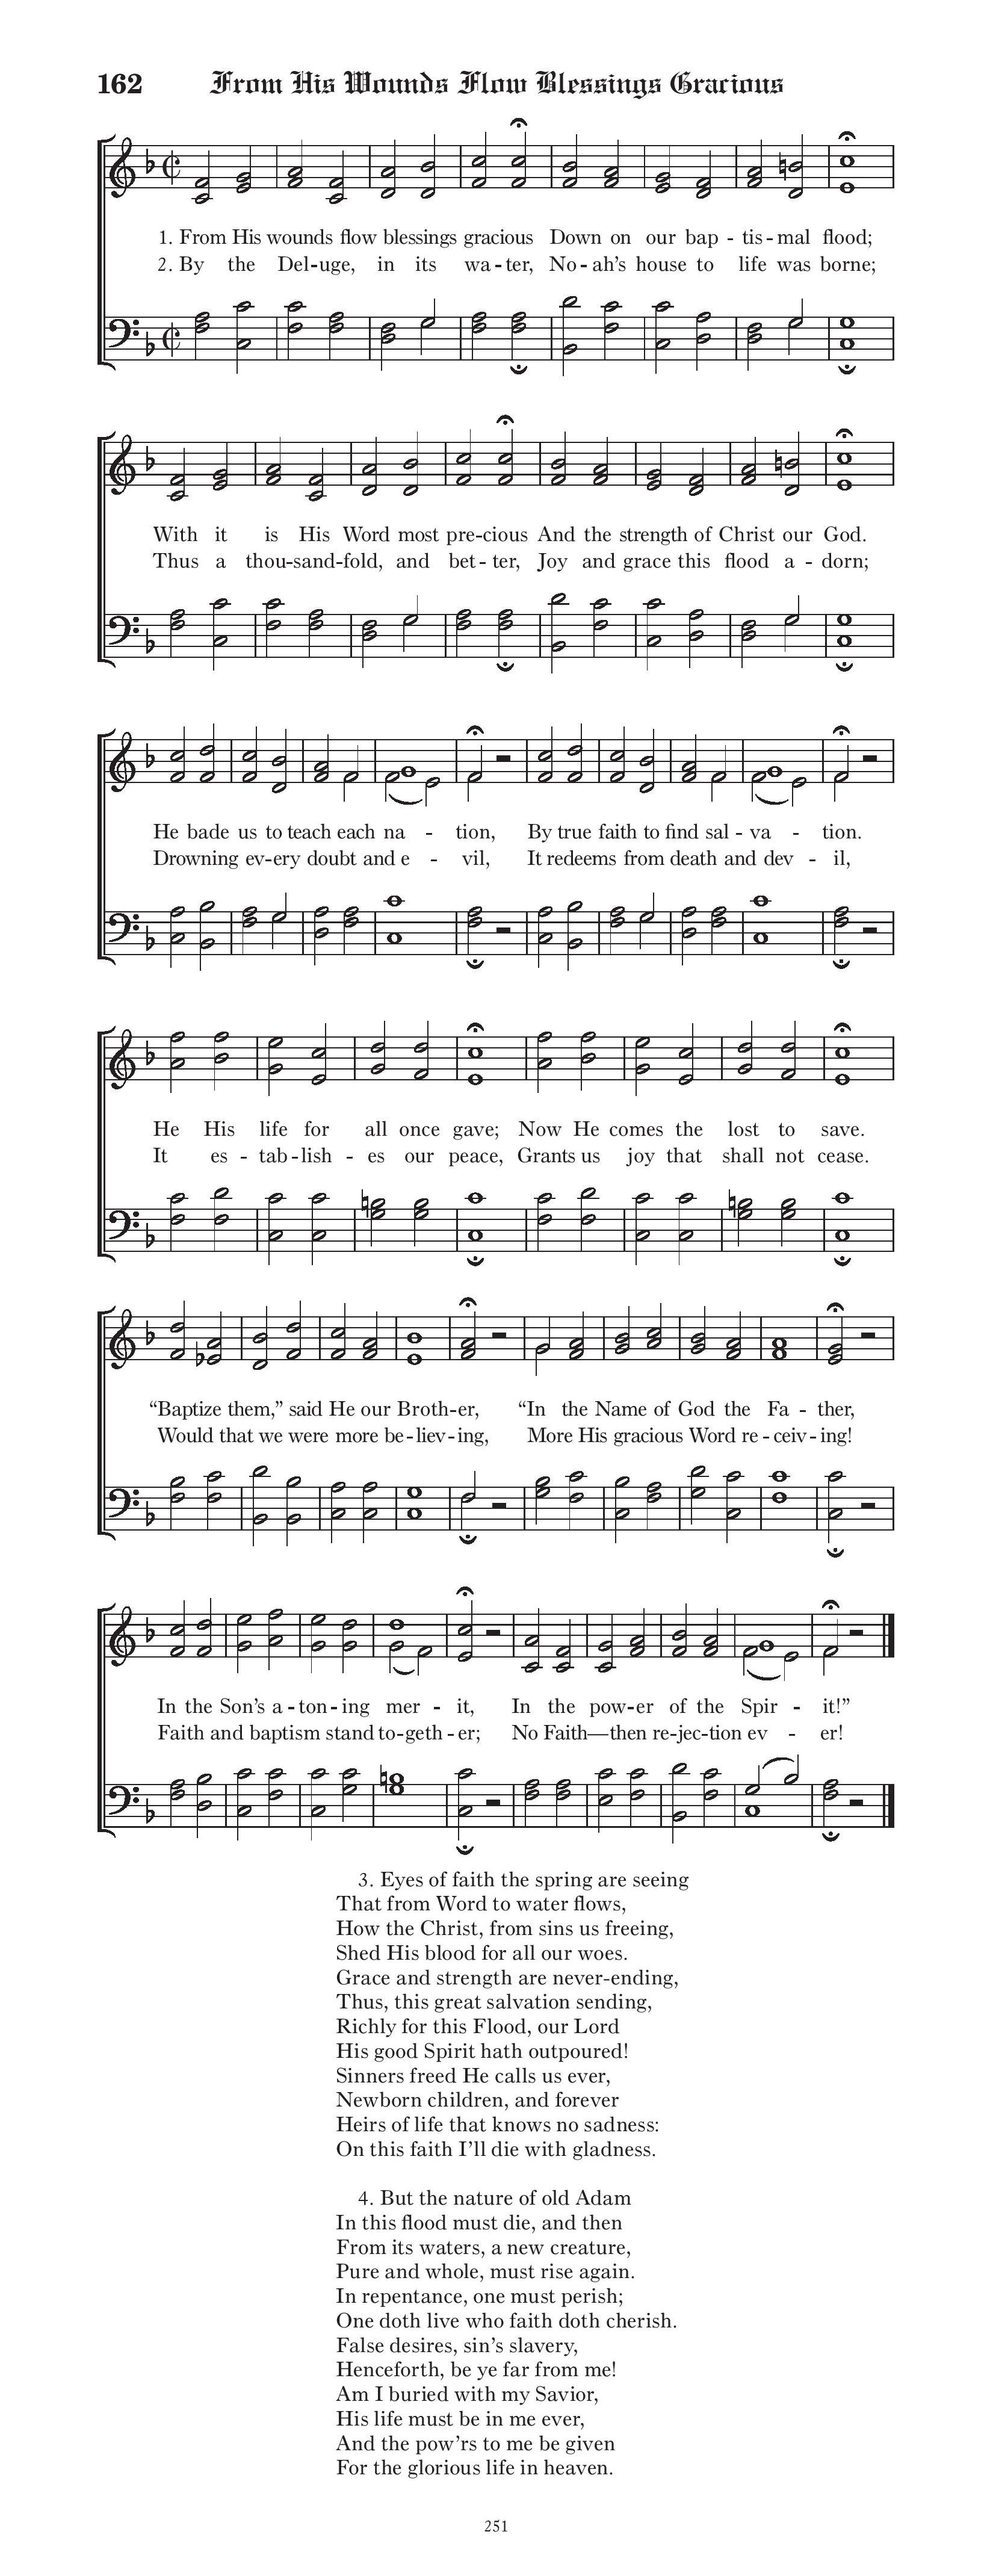 162 From His Wounds Flow Blessings Gracious
1. From His wounds flow blessings gracious Down on our bap - tis - mal flood;
2. By the Del-uge, in its wa - ter, No - ah's house to life was borne;
With it is His Word most pre-cious And the strength of Christ our God.
Thus a thou-sand-fold, and bet - ter, Joy and grace this flood a - dorn;
He bade us to teach each na - tion, By true faith to find sal - va - tion.
Drowning ev-ery doubt and e - vil, It redeems from death and dev - il,
He His life for all once gave; Now He comes the lost to save.
It es - tab - lish - es our peace, Grants us joy that shall not cease.
“Baptize them,” said He our Broth-er, “In the Name of God the Fa - ther,
Would that we were more be - liev - ing, More His gracious Word re - ceiv - ing!
In the Son's a - ton - ing mer - it, In the pow-er of the Spir - it!”
Faith and baptism stand to-geth - er; No Faith—then re-jec-tion ev - er!
3. Eyes of faith the spring are seeing
That from Word to water flows,
How the Christ, from sins us freeing,
Shed His blood for all our woes.
Grace and strength are never-ending,
Thus, this great salvation sending,
Richly for this Flood, our Lord
His good Spirit hath outpoured!
Sinners freed He calls us ever,
Newborn children, and forever
Heirs of life that knows no sadness:
On this faith I'll die with gladness.
4. But the nature of old Adam
In this flood must die, and then
From its waters, a new creature,
Pure and whole, must rise again.
In repentance, one must perish;
One doth live who faith doth cherish.
False desires, sin's slavery,
Henceforth, be ye far from me!
Am I buried with my Savior,
His life must be in me ever,
And the pow'rs to me be given
For the glorious life in heaven.
251